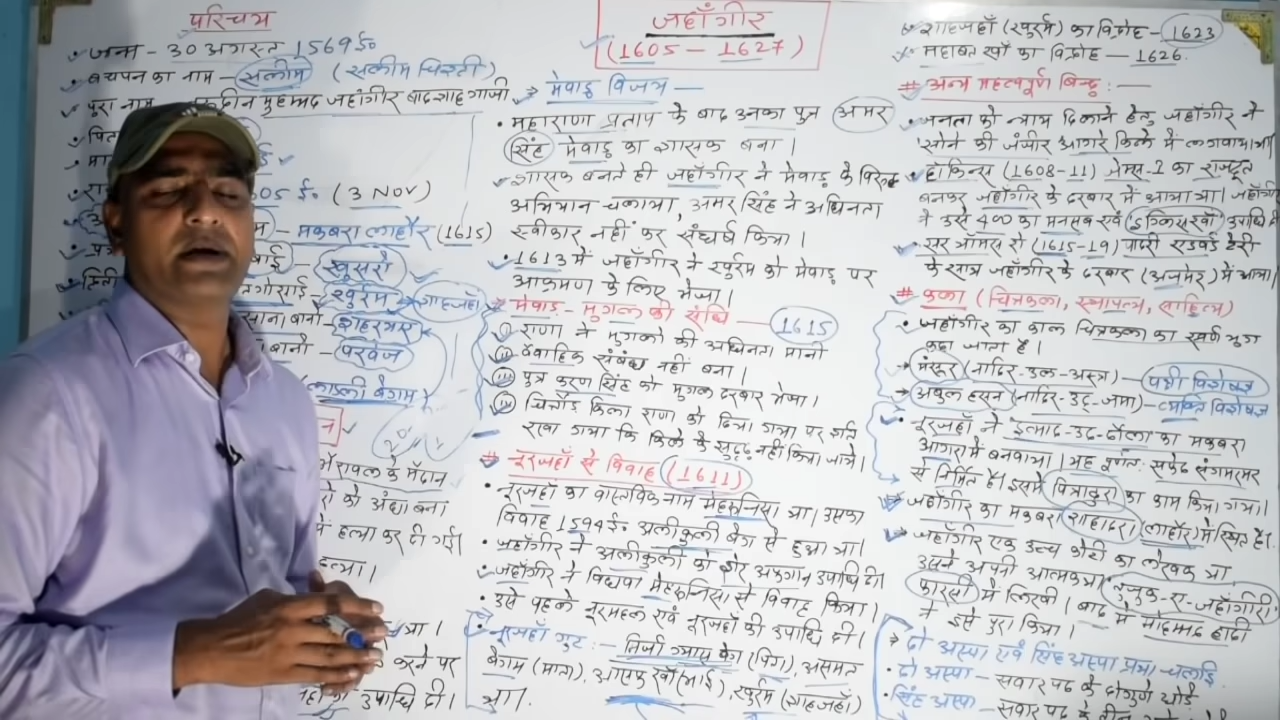 परिचय
जन्म - 30 अगस्त 1569 ई०
बचपन का नाम - सलीम (सलीम चिश्ती)
पुरा नाम मुहम्मद जहांगीर बादशाह गाजी
05 ई० (3 NOV)
मकबरा लाहौर (1615)
खुसरो
खुर्रम शाहजहाँ
बानो - शहरयार
बानो - परवेज
(लाडली बेगम)
के मैदान
को अंधा बना
में हत्या कर दी गई।
हत्या।
करने पर
उपाधि दी।
जहाँगीर
(1605 - 1627)
मेवाड़ विजय -
महाराणा प्रताप के बाद उनका पुत्र अमर
सिंह मेवाड़ का शासक बना।
शासक बनते ही जहाँगीर ने मेवाड़ के विरुद्ध
अभियान चलाया, अमर सिंह ने अधिनता
स्वीकार नहीं कर संघर्ष किया।
1613 में जहाँगीर ने खुर्रम को मेवाड़ पर
आक्रमण के लिए भेजा।
# मेवाड़ - मुगल की संधि - 1615
(i) राणा ने मुगलों की अधिनता मानी
(ii) वैवाहिक संबंध नहीं बना।
(iii) पुत्र करण सिंह को मुगल दरबार भेजा।
(iv) चित्तौड़ किला राणा को दिया गया पर शर्त
रखा गया कि किले के सुदृढ़ नहीं किया जाये।
# नूरजहाँ से विवाह (1611)
नूरजहाँ का वास्तविक नाम मेहरुनिसा था। उसका
विवाह 1594 ई० अलीकुली बेग से हुआ था।
जहाँगीर ने अलीकुली को शेर अफगान उपाधि दी।
जहाँगीर ने विधवा मेहरुनिसा से विवाह किया।
उसे पहले नूरमहल एवं नूरजहाँ की उपाधि दी।
नूरजहाँ गुट :- मिर्जा ग्यास बेग (पिता), असमत
बेगम (माता), आसफ खाँ (भाई), खुर्रम (शाहजहाँ)
था।
शाहजहाँ (खुर्रम) का विद्रोह - 1623
महाबत खाँ का विद्रोह - 1626
# अन्य महत्वपूर्ण बिन्दु :-
जनता को न्याय दिलाने हेतु जहाँगीर ने
सोने की जंजीर आगरे किले में लगवाया था।
हॉकिन्स (1608-11) जेम्स-I का राजदूत
बनकर जहाँगीर के दरबार में आया था। जहाँगीर
ने उसे 400 का मनसब एवं इंग्लिस खाँ उपाधि
सर टॉमस रो (1615-19) पादरी एडवर्ड टैरी
के साथ जहाँगीर के दरबार (अजमेर) में आया।
# कला (चित्रकला, स्थापत्य, साहित्य)
जहाँगीर का काल चित्रकला का स्वर्ण युग
कहा जाता है।
मंसूर (नादिर-उल-अस्त्र) - पक्षी विशेषज्ञ
अबुल हसन (नादिर-उद्-जामा) - व्यक्ति विशेषज्ञ
नूरजहाँ ने इत्माद-उद-दौला का मकबरा
आगरा में बनवाया। यह पूर्णतः सफेद संगमरमर
से निर्मित है। इसमें पित्राड्यूरा का काम किया गया।
जहाँगीर का मकबरा शाहादरा (लाहौर) में स्थित है।
जहाँगीर एक उच्च कोटी का लेखक था
उसने अपनी आत्मकथा तुजुक-ए-जहाँगीरी
फारसी में लिखी। बाद में मोहम्मद हादी
ने इसे पुरा किया।
दो अस्पा एवं सिंह अस्पा प्रथा चलाई
दो अस्पा - सवार पद के दोगुणे घोड़े
सिंह अस्पा - सवार पद के तीन